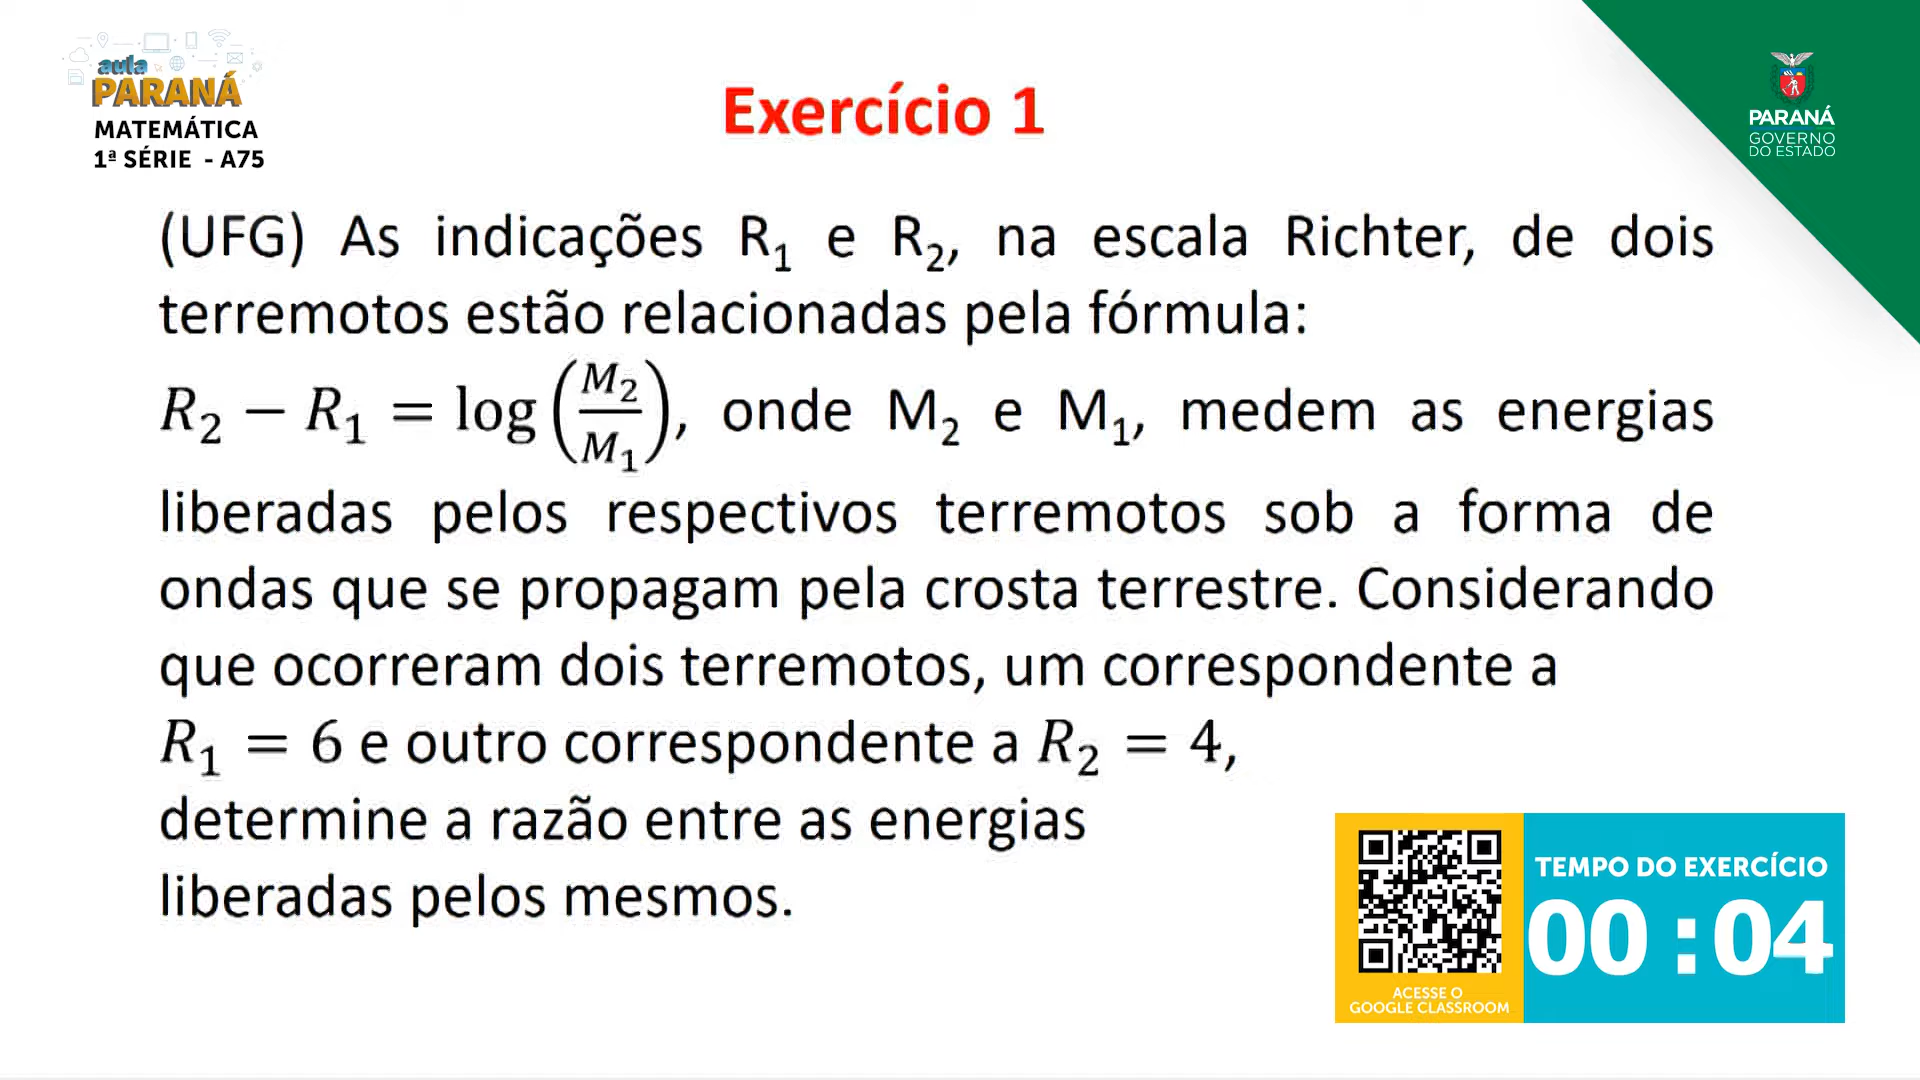 aula
PARANÁ
MATEMÁTICA
1ª SÉRIE - A75
Exercício 1
PARANÁ
GOVERNO
DO ESTADO
(UFG) As indicações R₁ e R₂, na escala Richter, de dois
terremotos estão relacionadas pela fórmula:
R₂ − R₁ = log(M₂/M₁), onde M₂ e M₁, medem as energias
liberadas pelos respectivos terremotos sob a forma de
ondas que se propagam pela crosta terrestre. Considerando
que ocorreram dois terremotos, um correspondente a
R₁ = 6 e outro correspondente a R₂ = 4,
determine a razão entre as energias
liberadas pelos mesmos.
TEMPO DO EXERCÍCIO
00 : 04
ACESSE O
GOOGLE CLASSROOM